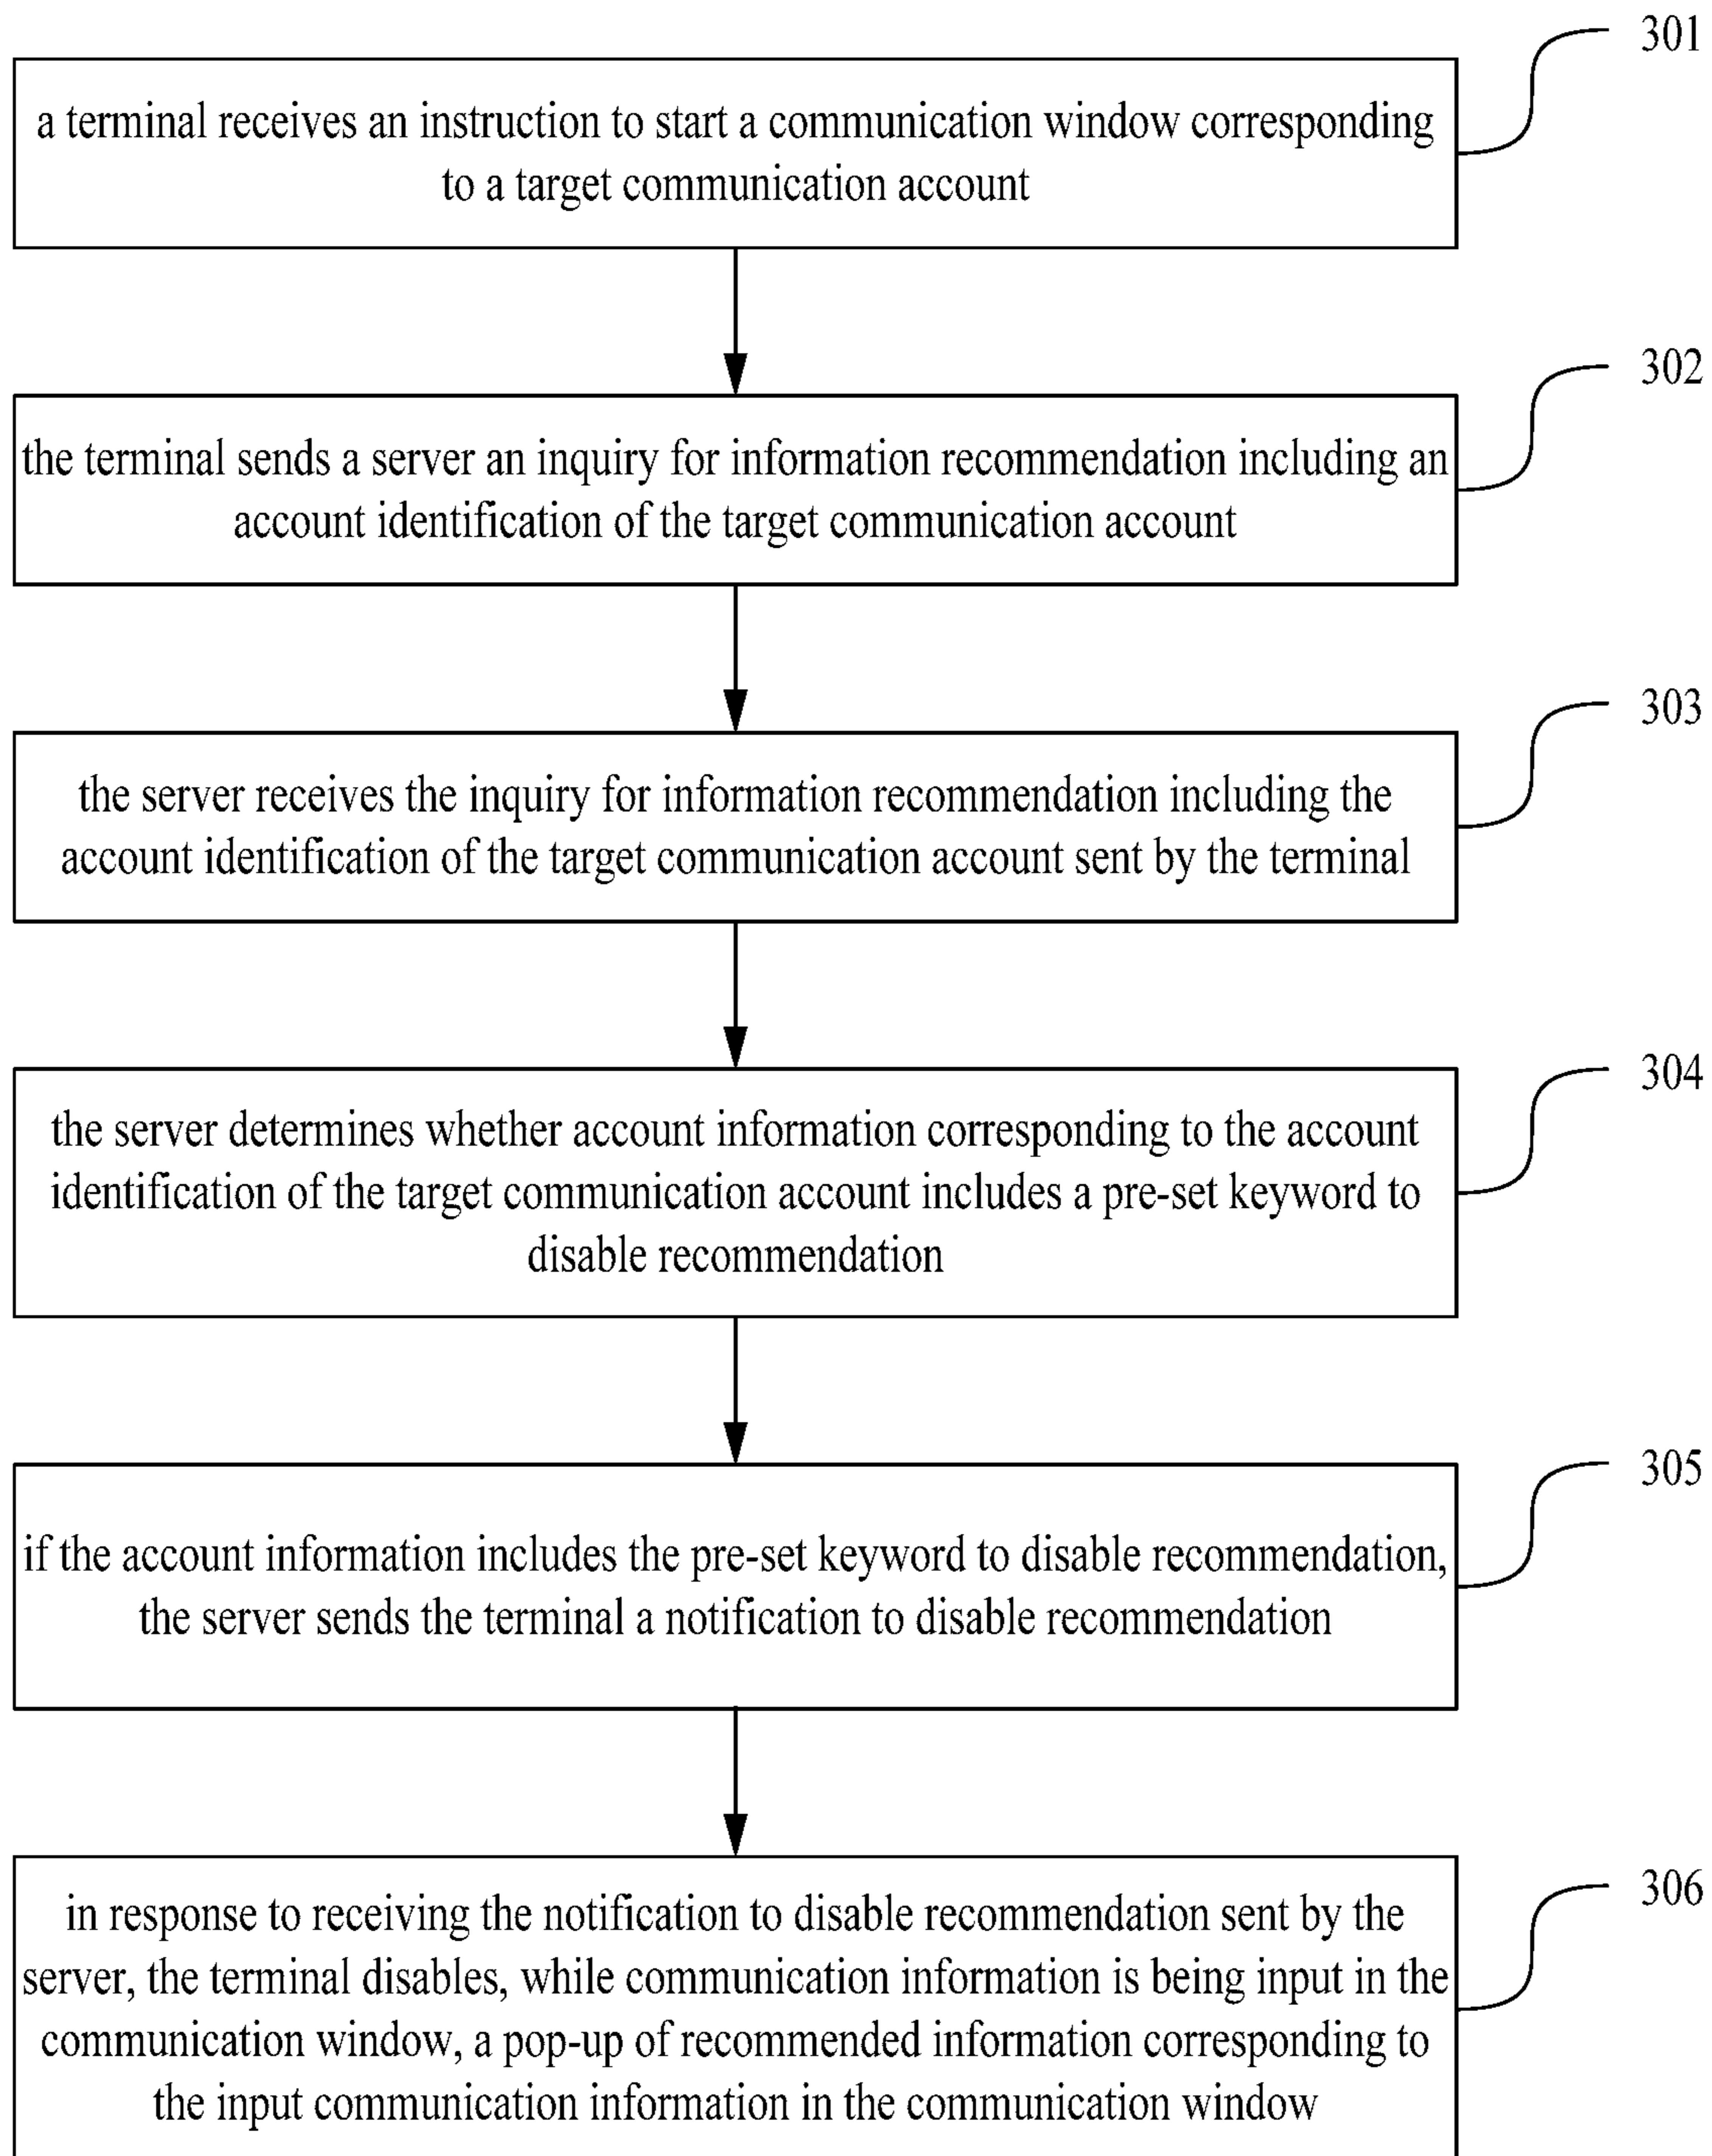 301
a terminal receives an instruction to start a communication window corresponding
to a target communication account
302
the terminal sends a server an inquiry for information recommendation including an
account identification of the target communication account
303
the server receives the inquiry for information recommendation including the
account identification of the target communication account sent by the terminal
304
the server determines whether account information corresponding to the account
identification of the target communication account includes a pre-set keyword to
disable recommendation
305
if the account information includes the pre-set keyword to disable recommendation,
the server sends the terminal a notification to disable recommendation
306
in response to receiving the notification to disable recommendation sent by the
server, the terminal disables, while communication information is being input in the
communication window, a pop-up of recommended information corresponding to
the input communication information in the communication window